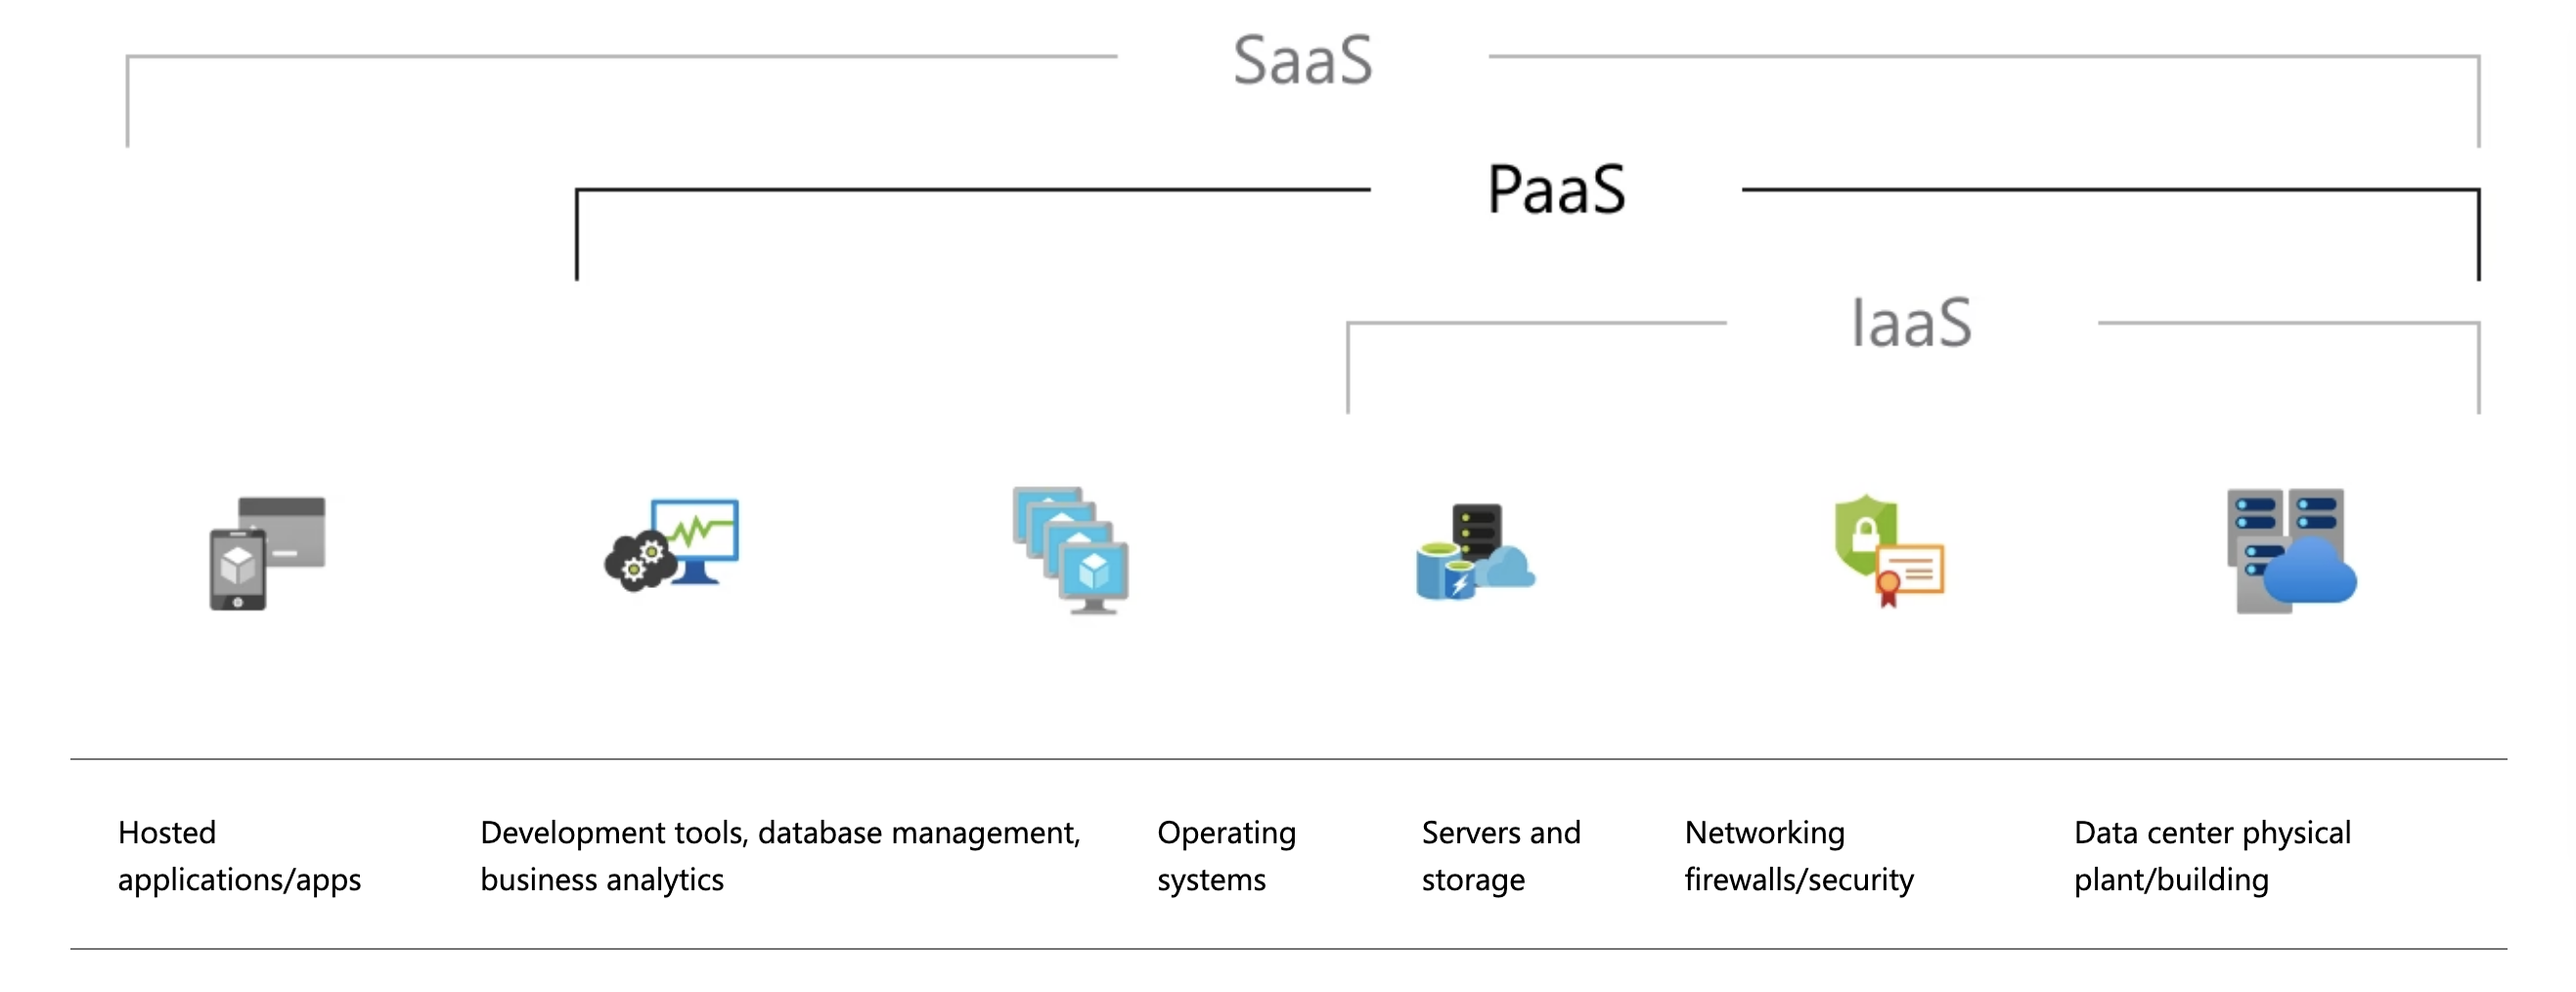 SaaS
PaaS
IaaS
Hosted
applications/apps
Development tools, database management,
business analytics
Operating
systems
Servers and
storage
Networking
firewalls/security
Data center physical
plant/building